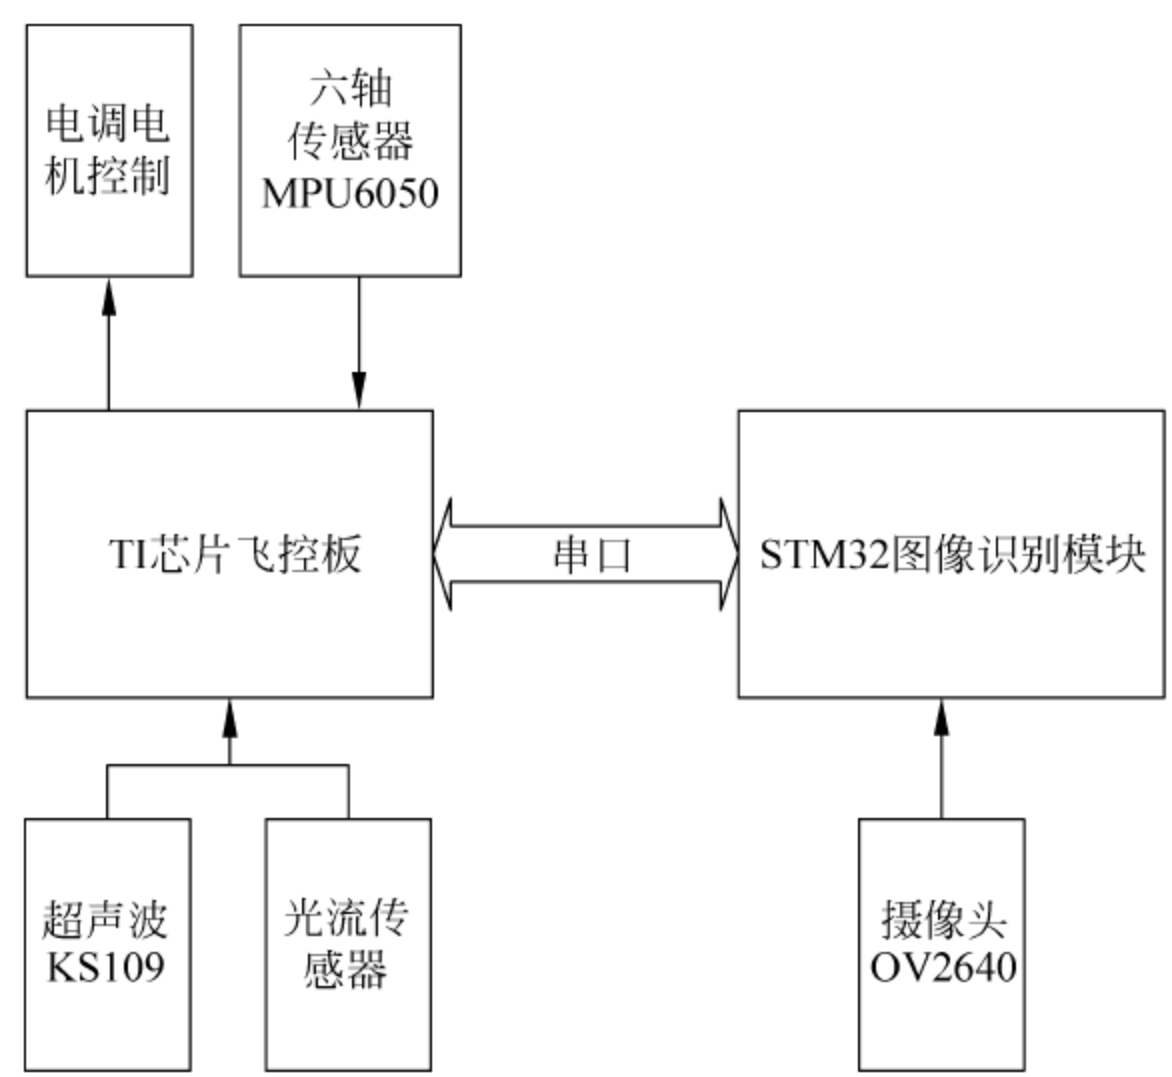 电调电
机控制
六轴
传感器
MPU6050
TI芯片飞控板
串口
STM32图像识别模块
超声波
KS109
光流传
感器
摄像头
OV2640